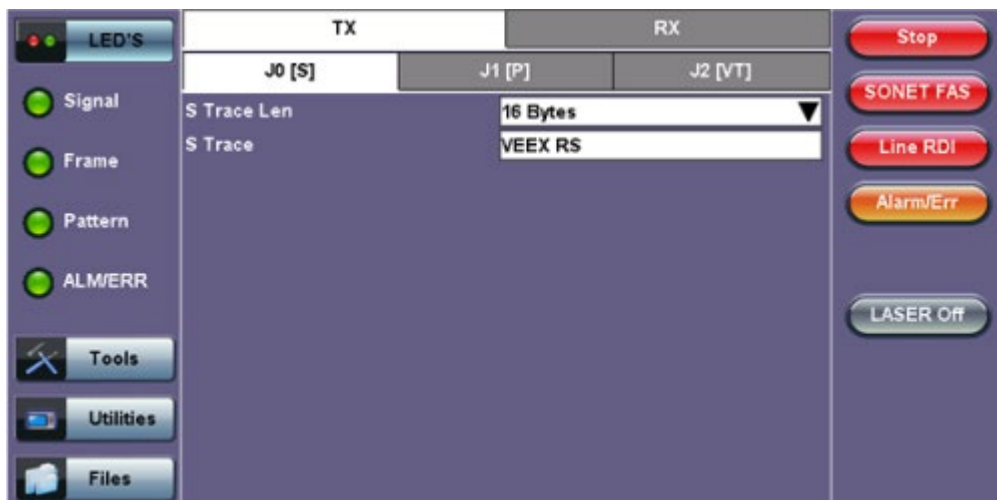 LED'S
Signal
Frame
Pattern
ALM/ERR
Tools
Utilities
Files
TX
RX
J0 [S]
J1 [P]
J2 [VT]
S Trace Len
16 Bytes
S Trace
VEEX RS
Stop
SONET FAS
Line RDI
Alarm/Err
LASER Off